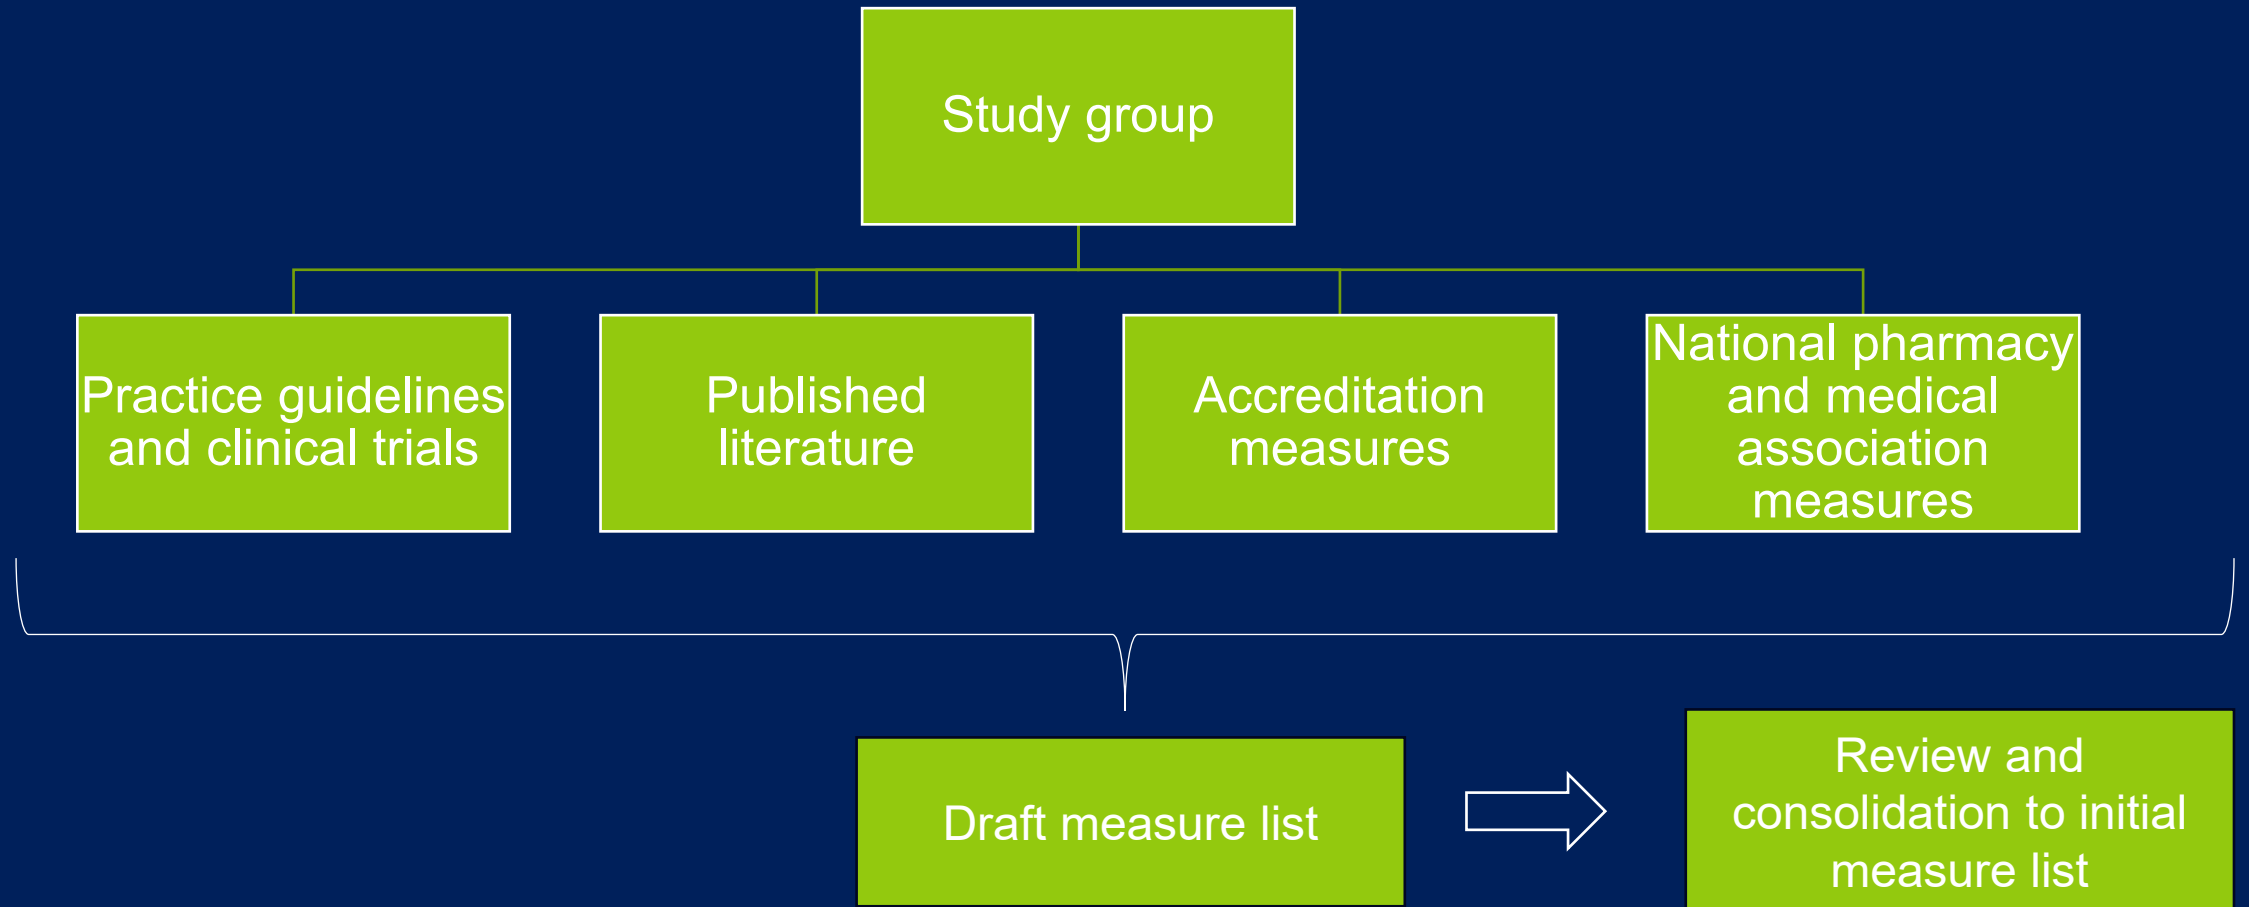 Study group
Practice guidelines
and clinical trials
Published
literature
Accreditation
measures
National pharmacy
and medical
association
measures
Draft measure list
Review and
consolidation to initial
measure list